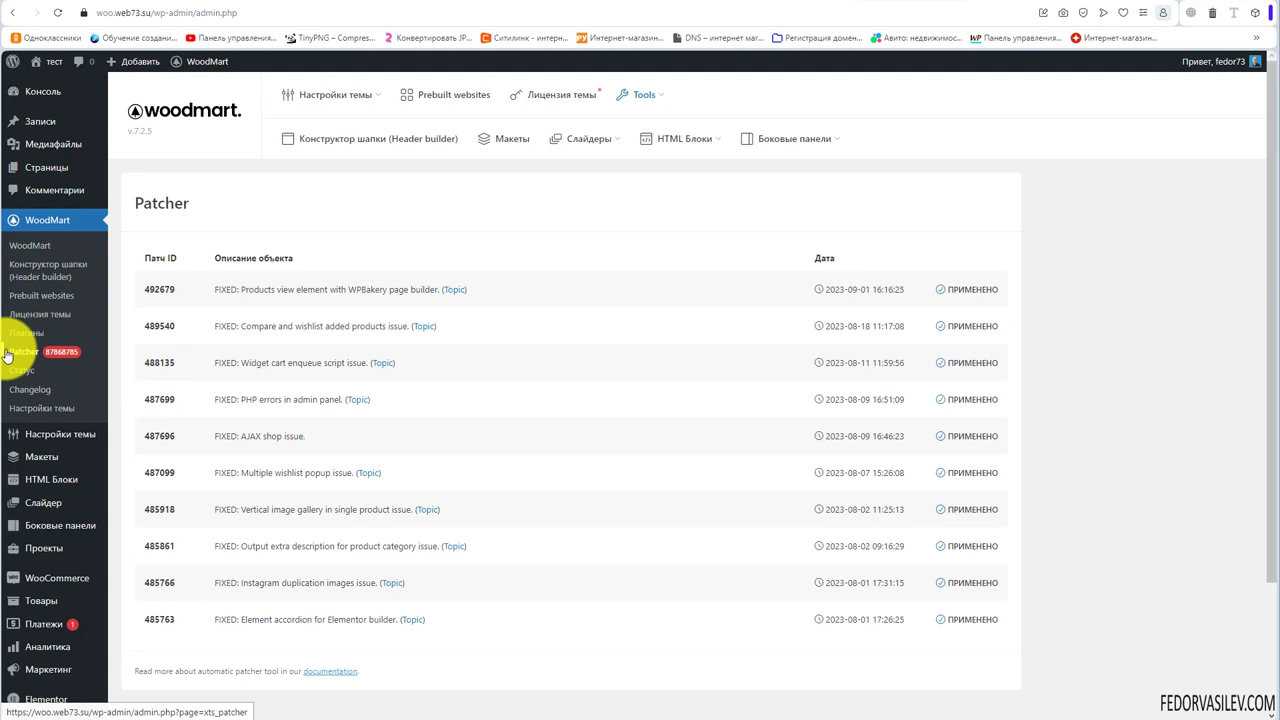 woo.web73.su/wp-admin/admin.php
Одноклассники
Обучение создани...
Панель управления...
TinyPNG – Compres...
Конвертировать JP...
Ситилинк - интерн...
Интернет-магазин...
DNS – интернет маг...
Регистрация домен...
Авито: недвижимос...
Панель управления...
Интернет-магазин...
тест
0
Добавить
WoodMart
Привет, fedor73
Консоль
Записи
Медиафайлы
Страницы
Комментарии
WoodMart
WoodMart
Конструктор шапки
(Header builder)
Prebuilt websites
Лицензия темы
Плагины
Patcher 87868785
Статус
Changelog
Настройки темы
Настройки темы
Макеты
HTML Блоки
Слайдер
Боковые панели
Проекты
WooCommerce
Товары
Платежи 1
Аналитика
Маркетинг
Elementor
woodmart.
v.7.2.5
Настройки темы
Prebuilt websites
Лицензия темы
Tools
Конструктор шапки (Header builder)
Макеты
Слайдеры
HTML Блоки
Боковые панели
Patcher
Патч ID Описание объекта Дата
492679 FIXED: Products view element with WPBakery page builder. (Topic) 2023-09-01 16:16:25 ПРИМЕНЕНО
489540 FIXED: Compare and wishlist added products issue. (Topic) 2023-08-18 11:17:08 ПРИМЕНЕНО
488135 FIXED: Widget cart enqueue script issue. (Topic) 2023-08-11 11:59:56 ПРИМЕНЕНО
487699 FIXED: PHP errors in admin panel. (Topic) 2023-08-09 16:51:09 ПРИМЕНЕНО
487696 FIXED: AJAX shop issue. 2023-08-09 16:46:23 ПРИМЕНЕНО
487099 FIXED: Multiple wishlist popup issue. (Topic) 2023-08-07 15:26:08 ПРИМЕНЕНО
485918 FIXED: Vertical image gallery in single product issue. (Topic) 2023-08-02 11:25:13 ПРИМЕНЕНО
485861 FIXED: Output extra description for product category issue. (Topic) 2023-08-02 09:16:29 ПРИМЕНЕНО
485766 FIXED: Instagram duplication images issue. (Topic) 2023-08-01 17:31:15 ПРИМЕНЕНО
485763 FIXED: Element accordion for Elementor builder. (Topic) 2023-08-01 17:26:25 ПРИМЕНЕНО
Read more about automatic patcher tool in our documentation.
https://woo.web73.su/wp-admin/admin.php?page=xts_patcher
FEDORVASILEV.COM